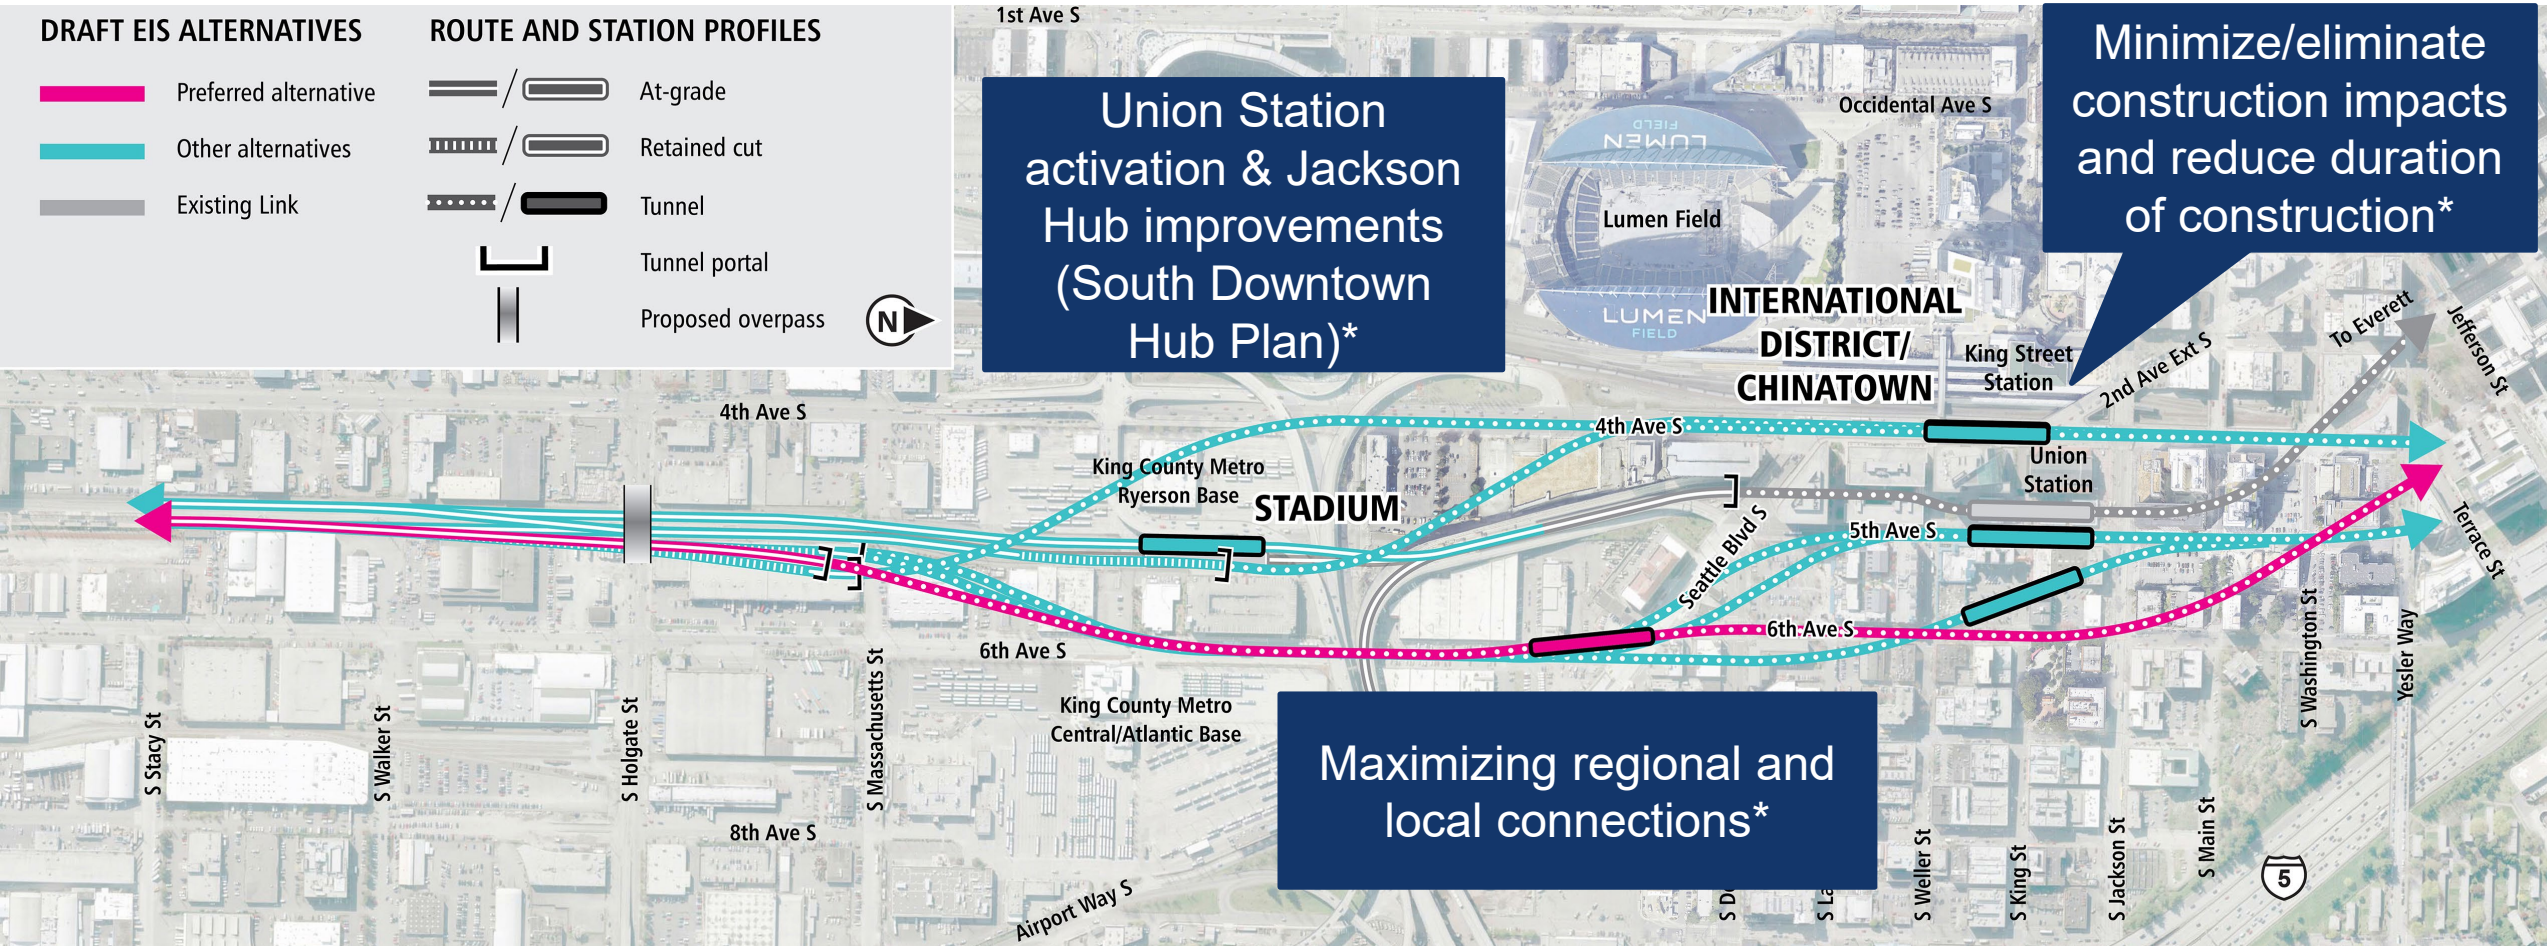 DRAFT EIS ALTERNATIVES
Preferred alternative
Other alternatives
Existing Link
ROUTE AND STATION PROFILES
At-grade
Retained cut
Tunnel
Tunnel portal
Proposed overpass
N
1st Ave S
Union Station
activation & Jackson
Hub improvements
(South Downtown
Hub Plan)*
Minimize/eliminate
construction impacts
and reduce duration
of construction*
Occidental Ave S
LUMEN
FIELD
Lumen Field
LUMEN
FIELD
INTERNATIONAL
DISTRICT/
CHINATOWN
King Street
Station
2nd Ave Ext S
To Everett
Jefferson St
4th Ave S
4th Ave S
King County Metro
Ryerson Base
STADIUM
Union
Station
5th Ave S
Seattle Blvd S
Terrace St
6th Ave S
6th Ave S
S Washington St
Yesler Way
King County Metro
Central/Atlantic Base
S Stacy St
S Walker St
S Holgate St
S Massachusetts St
8th Ave S
Airport Way S
Maximizing regional and
local connections*
S Weller St
S King St
S Jackson St
S Main St
5